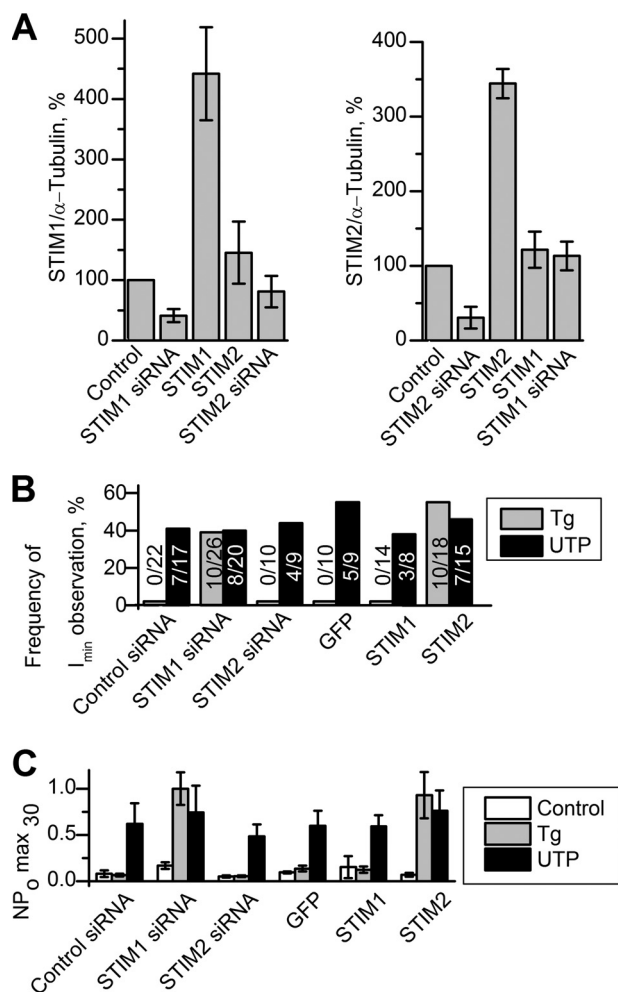 A
STIM1/α−Tubulin, %
500
400
300
200
100
0
Control
STIM1 siRNA
STIM1
STIM2
STIM2 siRNA
STIM2/α−Tubulin, %
400
300
200
100
0
Control
STIM2 siRNA
STIM2
STIM1
STIM1 siRNA
B
Frequency of
Imin observation, %
60
40
20
0
0/22
7/17
10/26
8/20
0/10
4/9
0/10
5/9
0/14
3/8
10/18
7/15
Control siRNA
STIM1 siRNA
STIM2 siRNA
GFP
STIM1
STIM2
Tg
UTP
C
NPo max 30
1.0
0.5
0.0
Control siRNA
STIM1 siRNA
STIM2 siRNA
GFP
STIM1
STIM2
Control
Tg
UTP